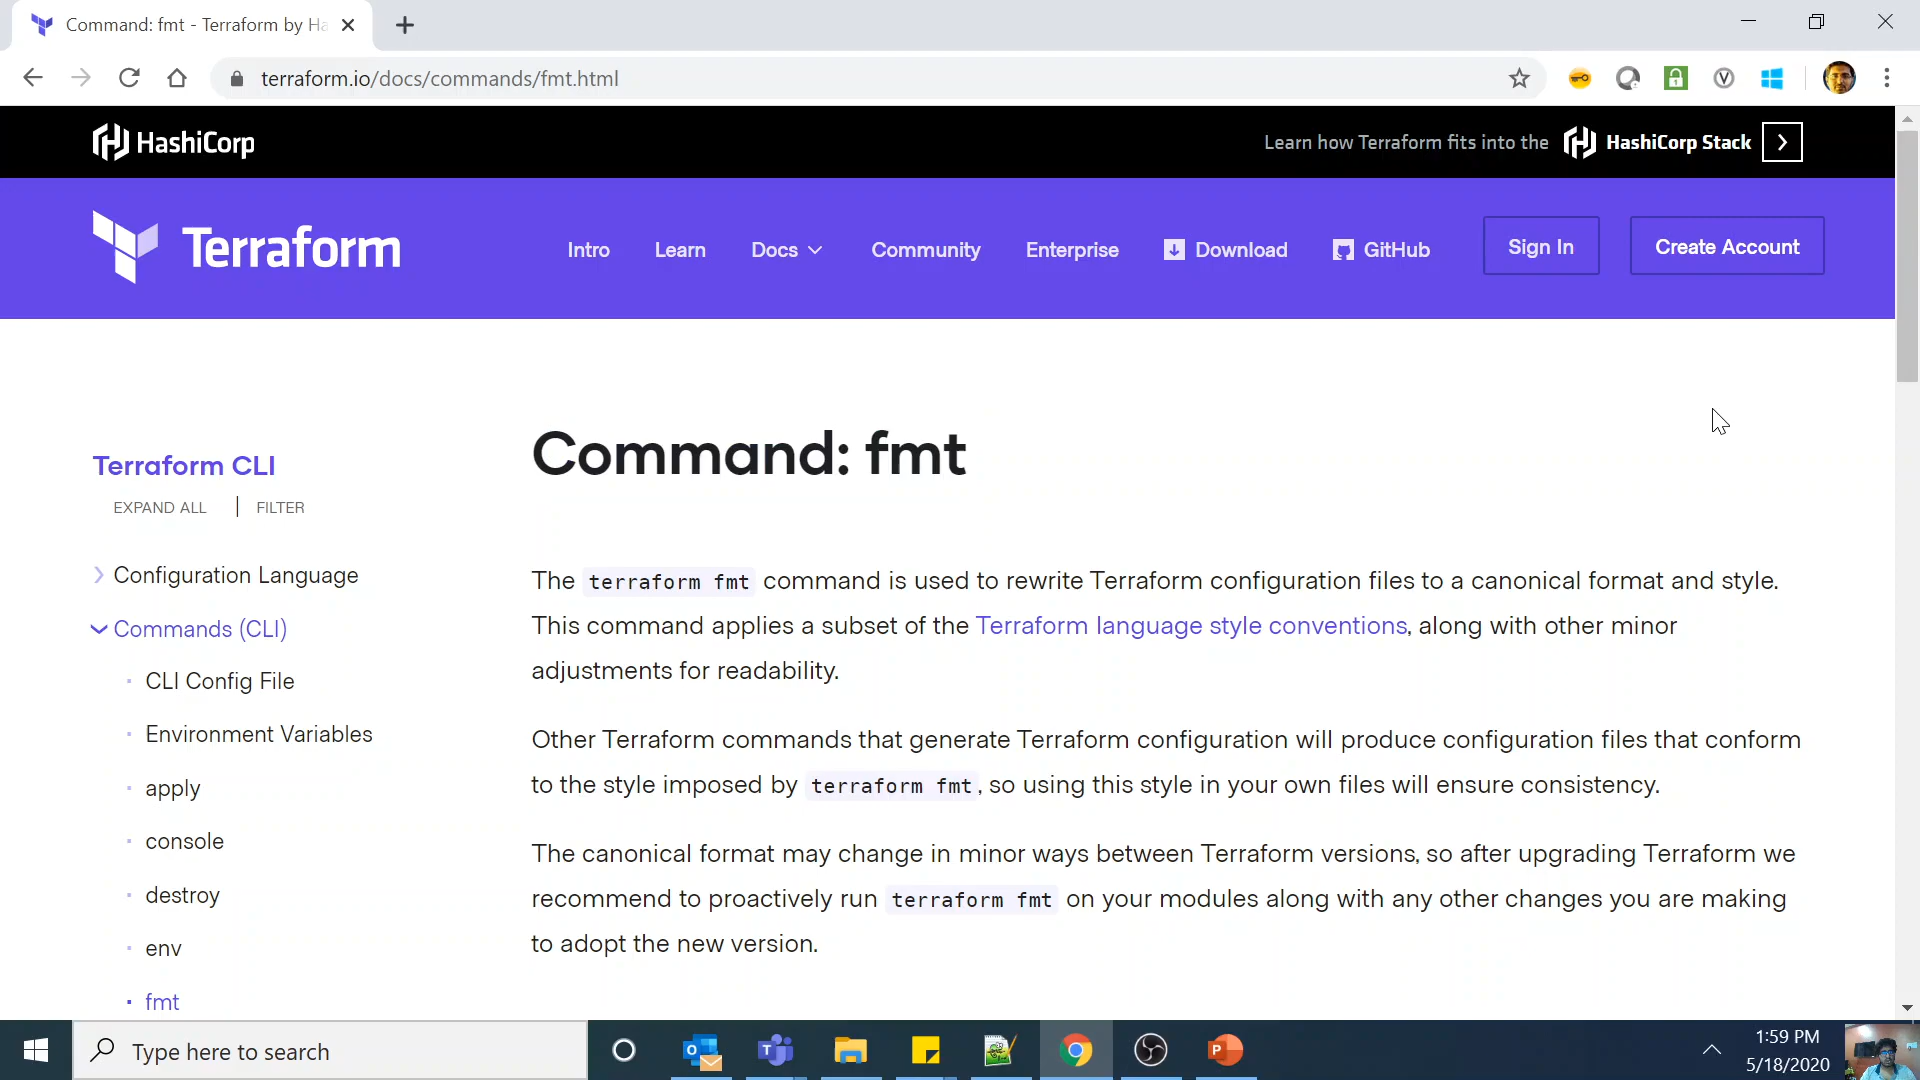 Command: fmt - Terraform by Ha
terraform.io/docs/commands/fmt.html
HashiCorp
Learn how Terraform fits into the HashiCorp Stack
Terraform
Intro
Learn
Docs
Community
Enterprise
Download
GitHub
Sign In
Create Account
Terraform CLI
EXPAND ALL | FILTER
Configuration Language
Commands (CLI)
CLI Config File
Environment Variables
apply
console
destroy
env
fmt
Command: fmt
The terraform fmt command is used to rewrite Terraform configuration files to a canonical format and style.
This command applies a subset of the Terraform language style conventions, along with other minor
adjustments for readability.
Other Terraform commands that generate Terraform configuration will produce configuration files that conform
to the style imposed by terraform fmt, so using this style in your own files will ensure consistency.
The canonical format may change in minor ways between Terraform versions, so after upgrading Terraform we
recommend to proactively run terraform fmt on your modules along with any other changes you are making
to adopt the new version.
Type here to search
1:59 PM
5/18/2020